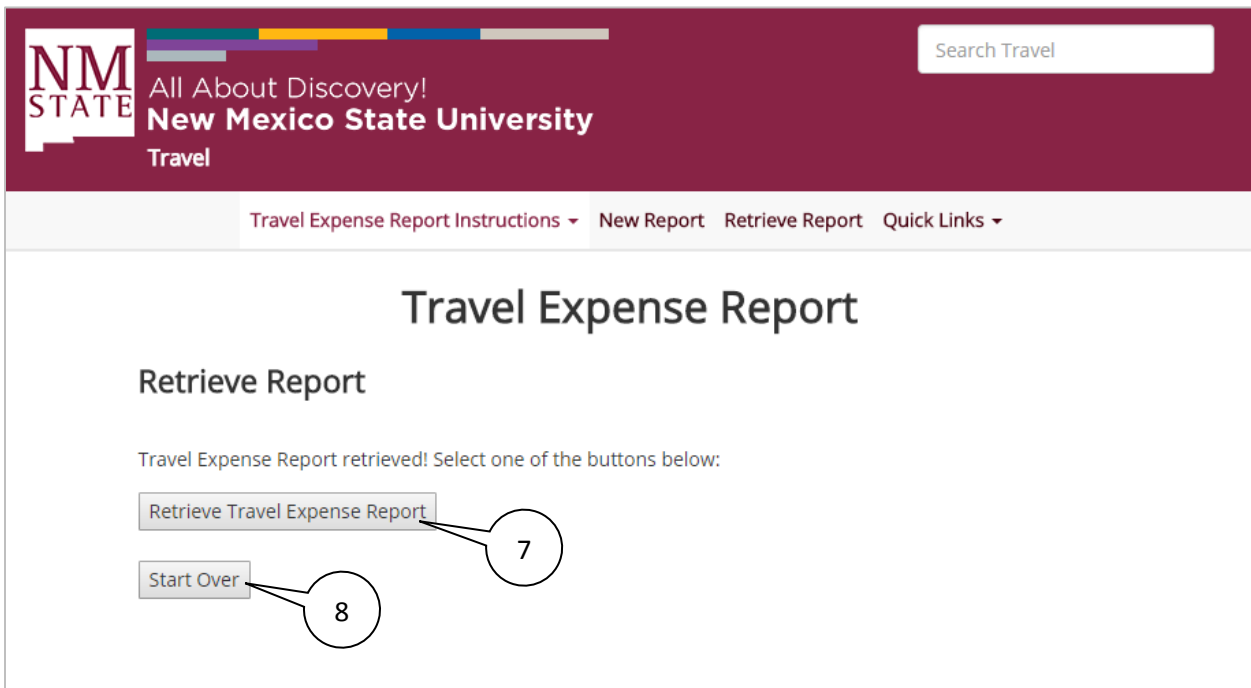 NM
STATE
All About Discovery!
New Mexico State University
Travel
Search Travel
Travel Expense Report Instructions New Report Retrieve Report Quick Links
Travel Expense Report
Retrieve Report
Travel Expense Report retrieved! Select one of the buttons below:
Retrieve Travel Expense Report
7
Start Over
8